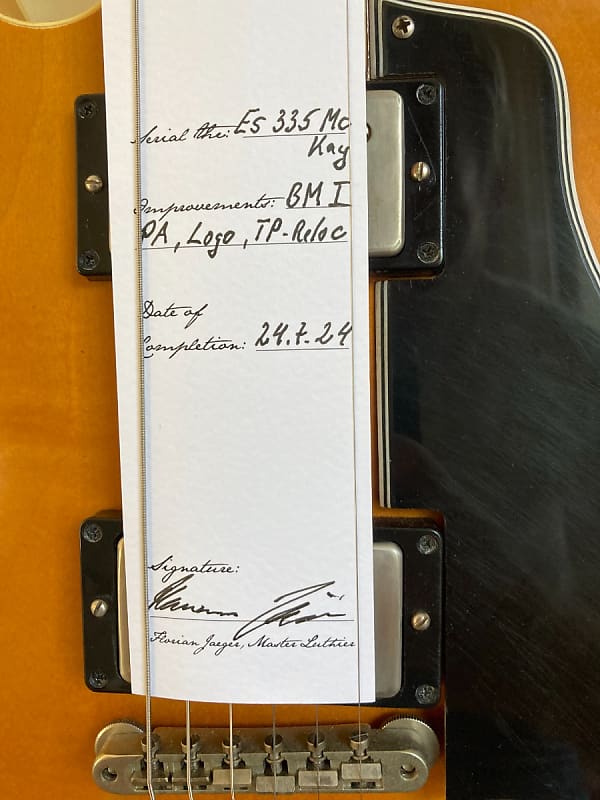 Serial the: Es 335 Mc
Kay
Improvements: BM I
PA, Logo, TP-Reloc
Date of
Completion: 24.7.24
Signature:
Florian Jaeger, Master Luthier